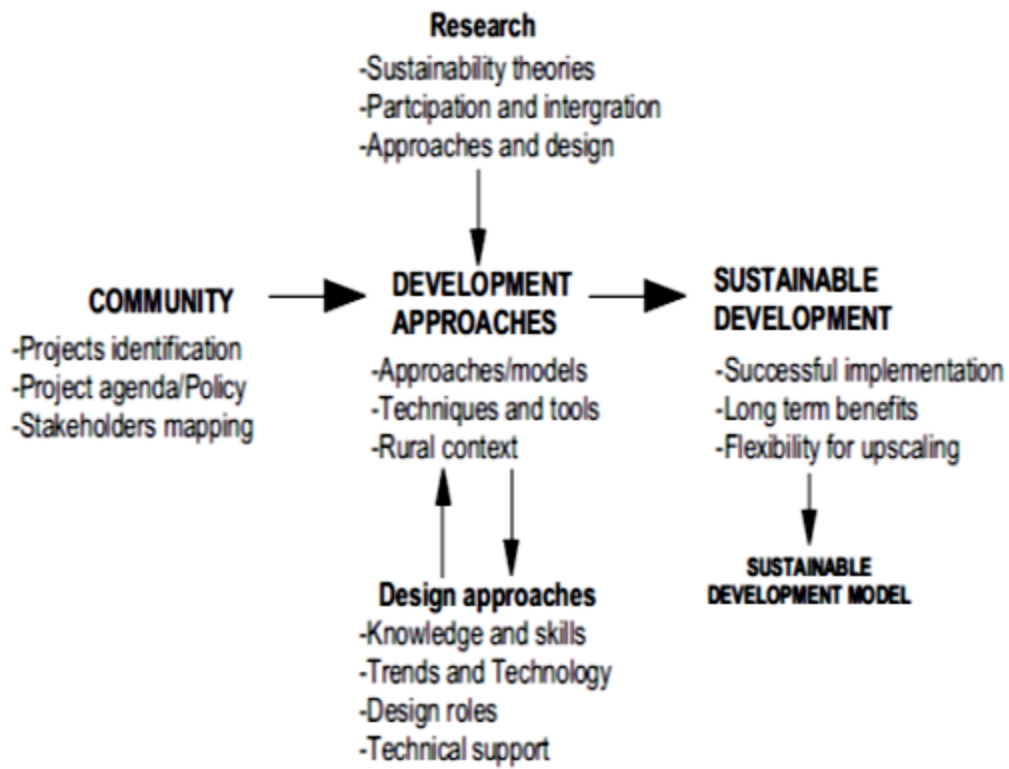 Research
-Sustainability theories
-Partcipation and intergration
-Approaches and design
COMMUNITY
-Projects identification
-Project agenda/Policy
-Stakeholders mapping
DEVELOPMENT
APPROACHES
-Approaches/models
-Techniques and tools
-Rural context
SUSTAINABLE
DEVELOPMENT
-Successful implementation
-Long term benefits
-Flexibility for upscaling
SUSTAINABLE
DEVELOPMENT MODEL
Design approaches
-Knowledge and skills
-Trends and Technology
-Design roles
-Technical support